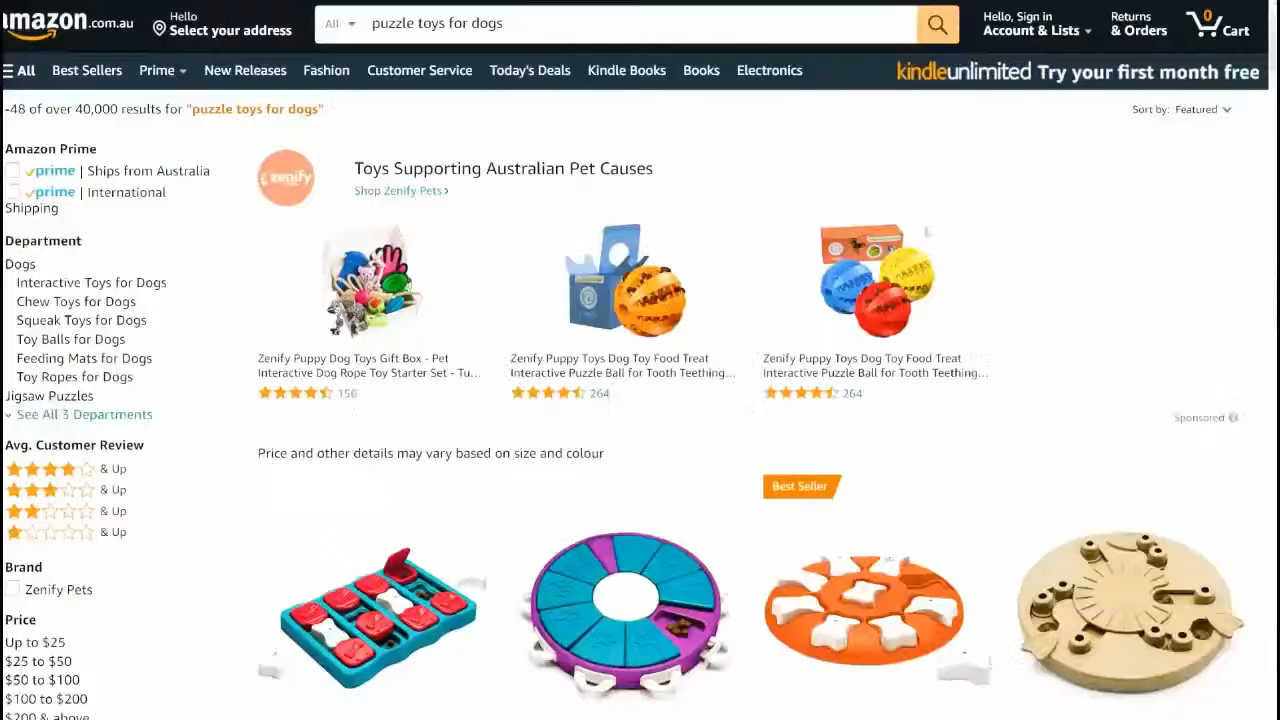 amazon.com.au
Hello
Select your address
All
puzzle toys for dogs
Hello, Sign in
Account & Lists
Returns
& Orders
0
Cart
All
Best Sellers
Prime
New Releases
Fashion
Customer Service
Today's Deals
Kindle Books
Books
Electronics
kindleunlimited Try your first month free
-48 of over 40,000 results for "puzzle toys for dogs"
Sort by: Featured
Amazon Prime
prime | Ships from Australia
prime | International
Shipping
Department
Dogs
Interactive Toys for Dogs
Chew Toys for Dogs
Squeak Toys for Dogs
Toy Balls for Dogs
Feeding Mats for Dogs
Toy Ropes for Dogs
Jigsaw Puzzles
See All 3 Departments
Avg. Customer Review
& Up
& Up
& Up
& Up
Brand
Zenify Pets
Price
Up to $25
$25 to $50
$50 to $100
$100 to $200
$200 & above
zenify
Toys Supporting Australian Pet Causes
Shop Zenify Pets ›
Zenify Puppy Dog Toys Gift Box - Pet
Interactive Dog Rope Toy Starter Set - Tu...
Zenify Puppy Toys Dog Toy Food Treat
Interactive Puzzle Ball for Tooth Teething...
264
Zenify Puppy Toys Dog Toy Food Treat
Interactive Puzzle Ball for Tooth Teething...
264
Sponsored
Price and other details may vary based on size and colour
Best Seller